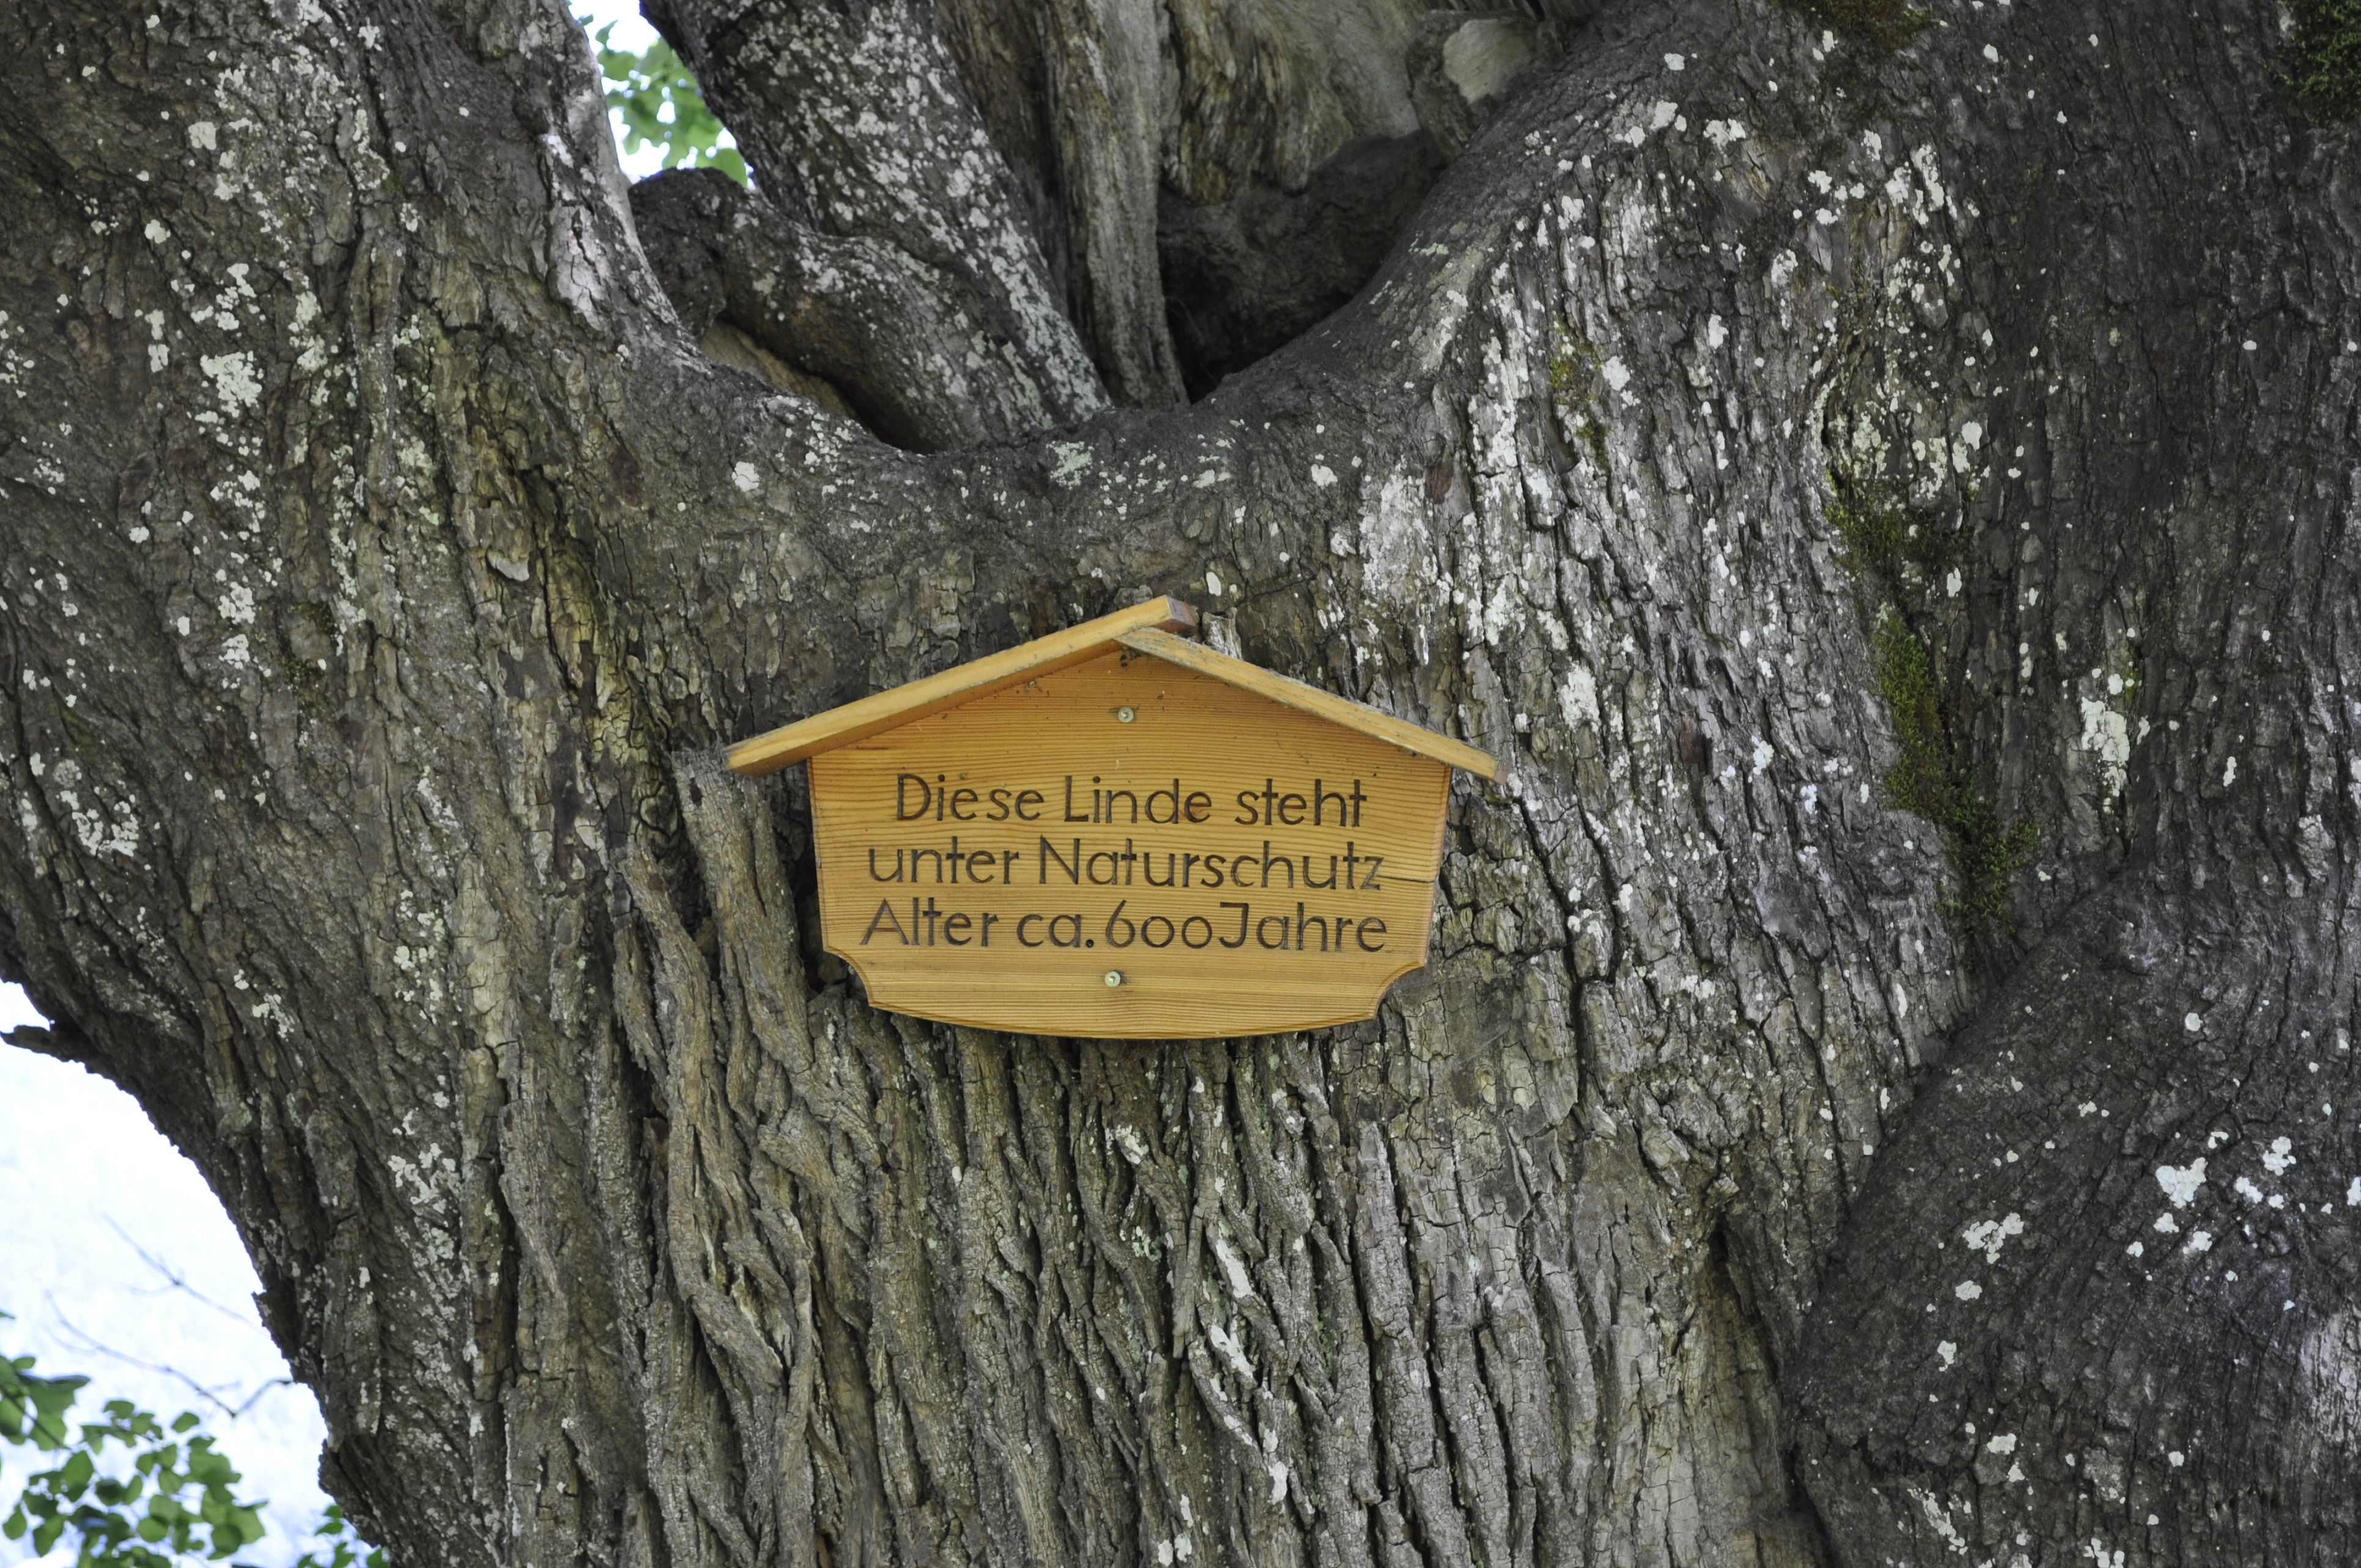 Diese Linde steht
unter Naturschutz
Alter ca. 600 Jahre